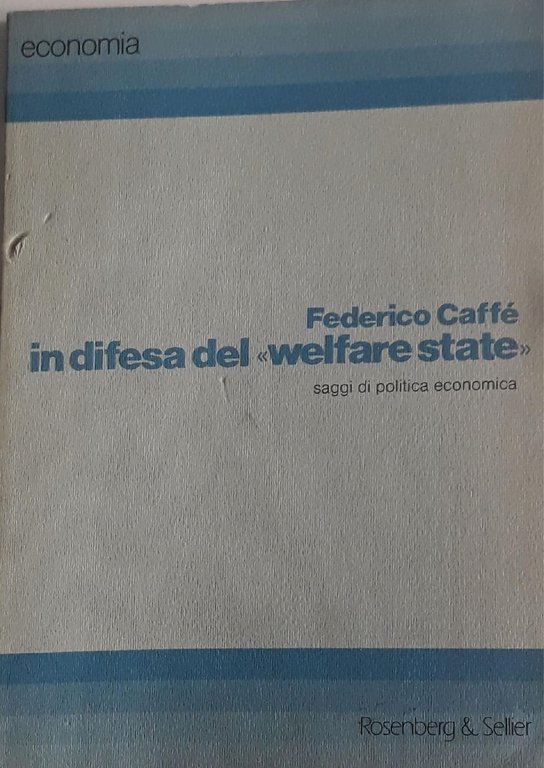 economia
Federico Caffé
in difesa del «welfare state»
saggi di politica economica
Rosenberg & Sellier